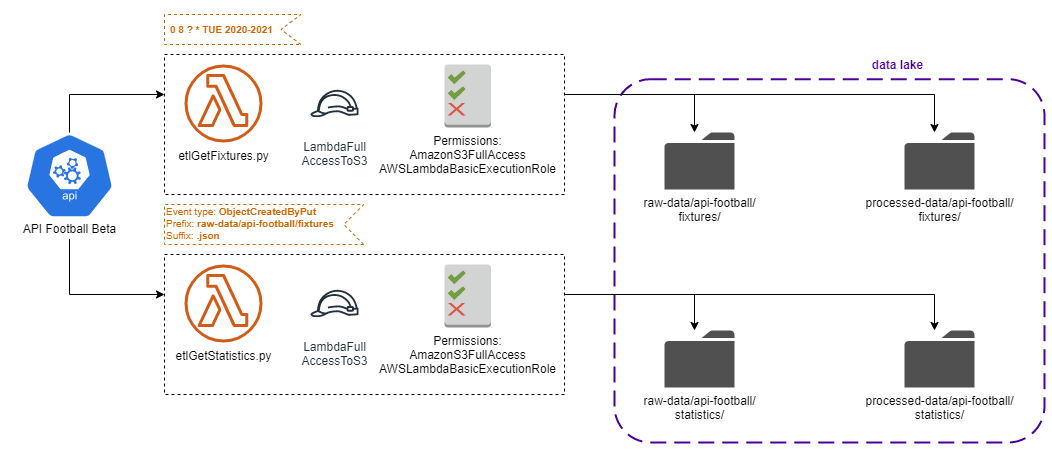 0 8 ? * TUE 2020-2021
data lake
etlGetFixtures.py
LambdaFull
AccessToS3
Permissions:
AmazonS3FullAccess
AWSLambdaBasicExecutionRole
api
API Football Beta
raw-data/api-football/
fixtures/
processed-data/api-football/
fixtures/
Event type: ObjectCreatedByPut
Prefix: raw-data/api-football/fixtures
Suffix: .json
etlGetStatistics.py
LambdaFull
AccessToS3
Permissions:
AmazonS3FullAccess
AWSLambdaBasicExecutionRole
raw-data/api-football/
statistics/
processed-data/api-football/
statistics/